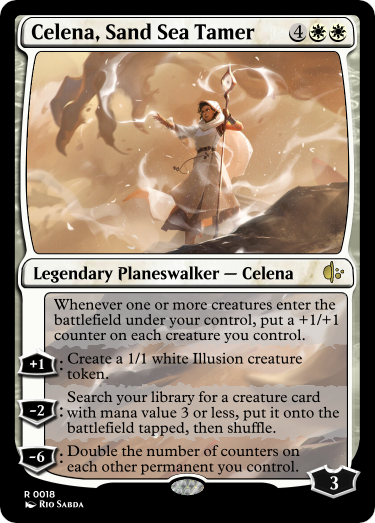 Celena, Sand Sea Tamer 4
Legendary Planeswalker — Celena
Whenever one or more creatures enter the
battlefield under your control, put a +1/+1
counter on each creature you control.
+1: Create a 1/1 white Illusion creature
token.
-2: Search your library for a creature card
with mana value 3 or less, put it onto the
battlefield tapped, then shuffle.
-6: Double the number of counters on
each other permanent you control.
3
R 0018
Rio Sabda